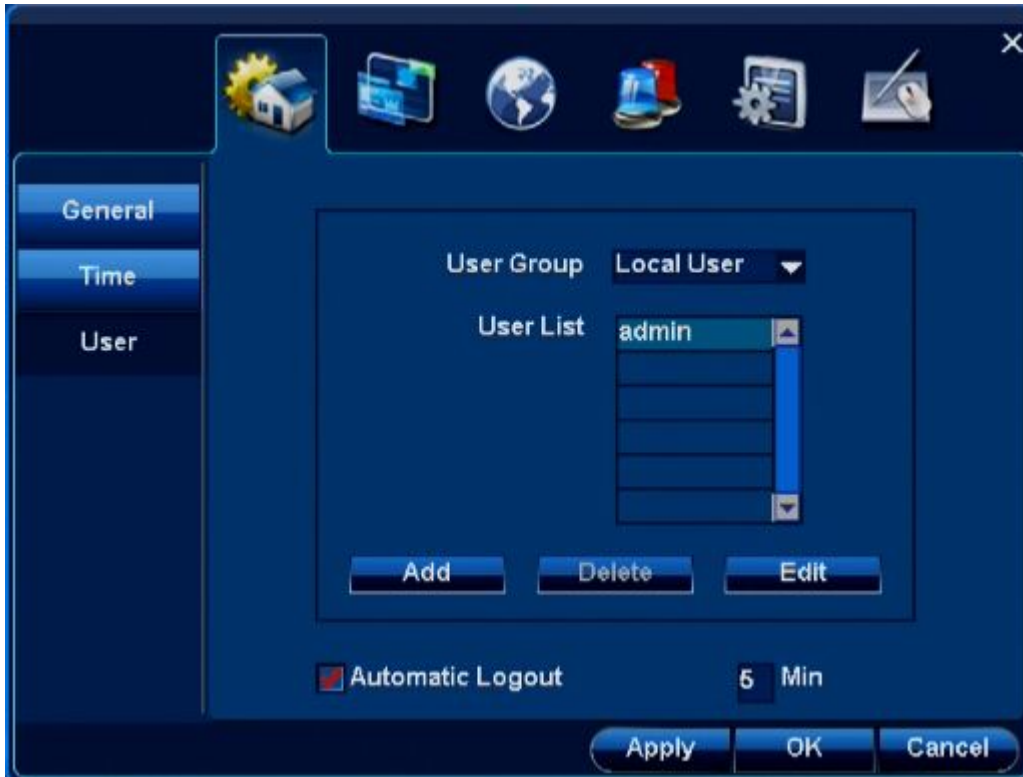 General
Time
User
User Group Local User
User List admin
Add Delete Edit
Automatic Logout 5 Min
Apply OK Cancel